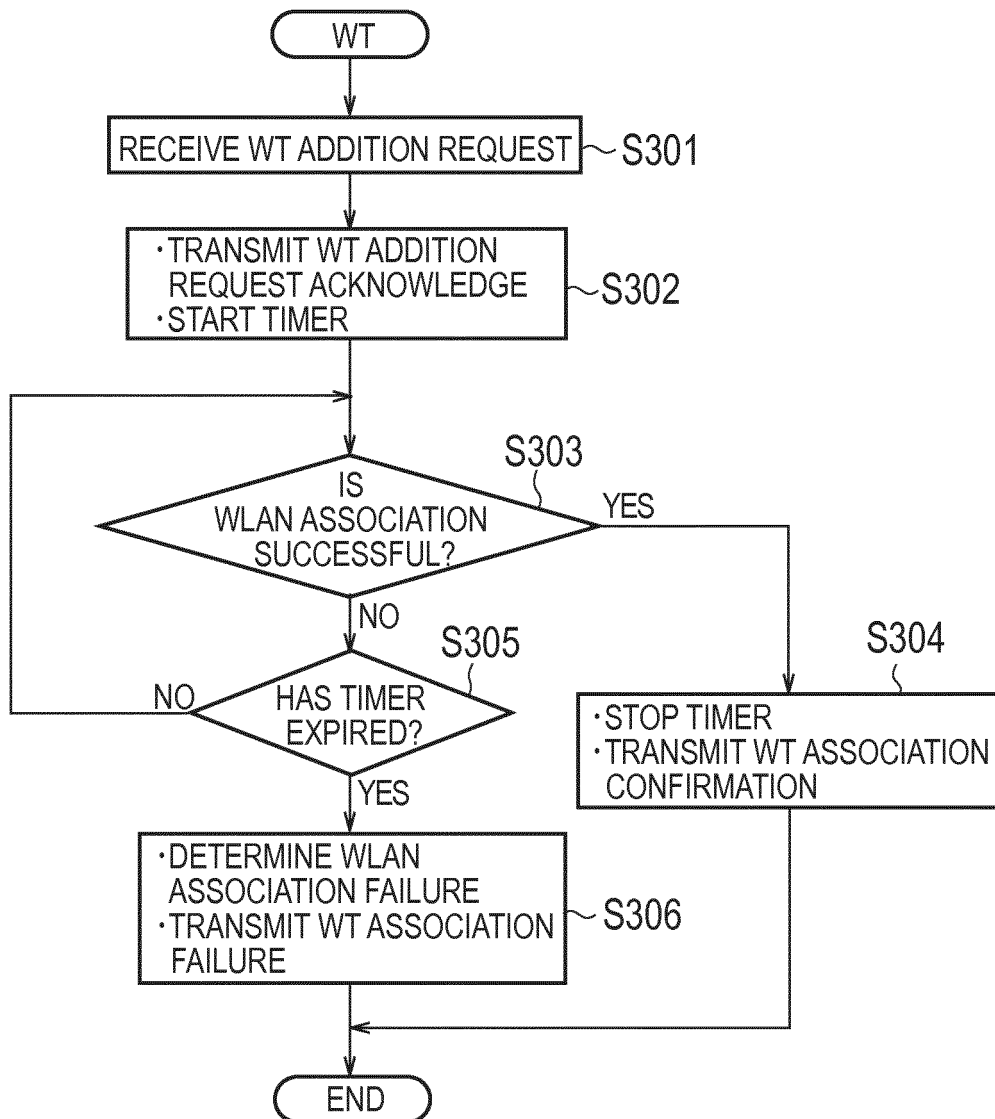 WT
RECEIVE WT ADDITION REQUEST
S301
・TRANSMIT WT ADDITION
REQUEST ACKNOWLEDGE
・START TIMER
S302
S303
IS
WLAN ASSOCIATION
SUCCESSFUL?
YES
NO
S305
S304
NO
HAS TIMER
EXPIRED?
・STOP TIMER
・TRANSMIT WT ASSOCIATION
CONFIRMATION
YES
・DETERMINE WLAN
ASSOCIATION FAILURE
・TRANSMIT WT ASSOCIATION
FAILURE
S306
END